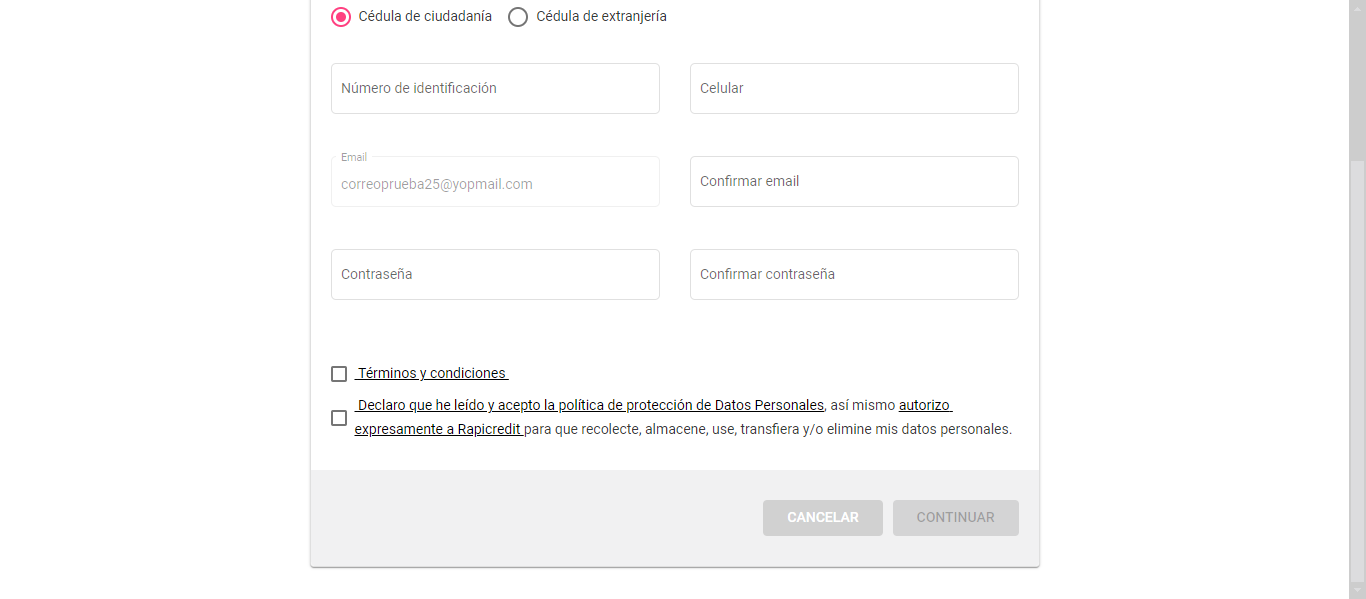 Cédula de ciudadanía Cédula de extranjería
Número de identificación Celular
Email
correoprueba25@yopmail.com Confirmar email
Contraseña Confirmar contraseña
Términos y condiciones
Declaro que he leído y acepto la política de protección de Datos Personales, así mismo autorizo
expresamente a Rapicredit para que recolecte, almacene, use, transfiera y/o elimine mis datos personales.
CANCELAR CONTINUAR